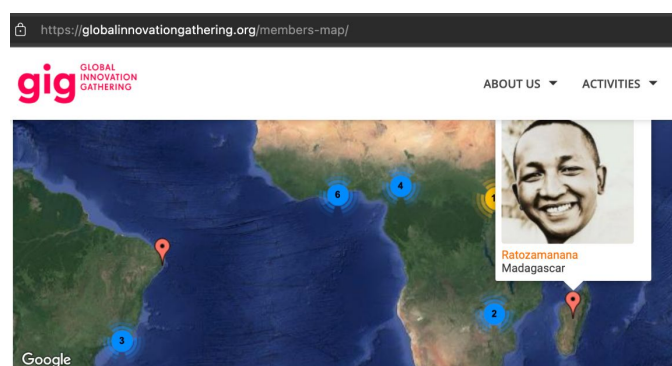 https://globalinnovationgathering.org/members-map/
gig
GLOBAL
INNOVATION
GATHERING
ABOUT US
ACTIVITIES
6
4
1
Ratozamanana
Madagascar
2
3
Google